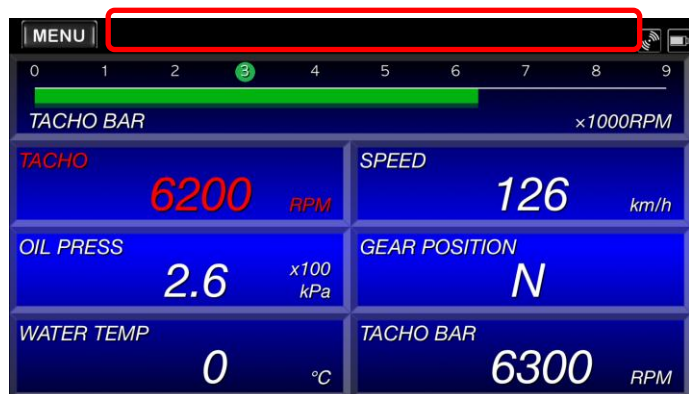 MENU
0 1 2 3 4 5 6 7 8 9
TACHO BAR ×1000RPM
TACHO
6200 RPM
SPEED
126 km/h
OIL PRESS
2.6 x100 kPa
GEAR POSITION
N
WATER TEMP
0 °C
TACHO BAR
6300 RPM